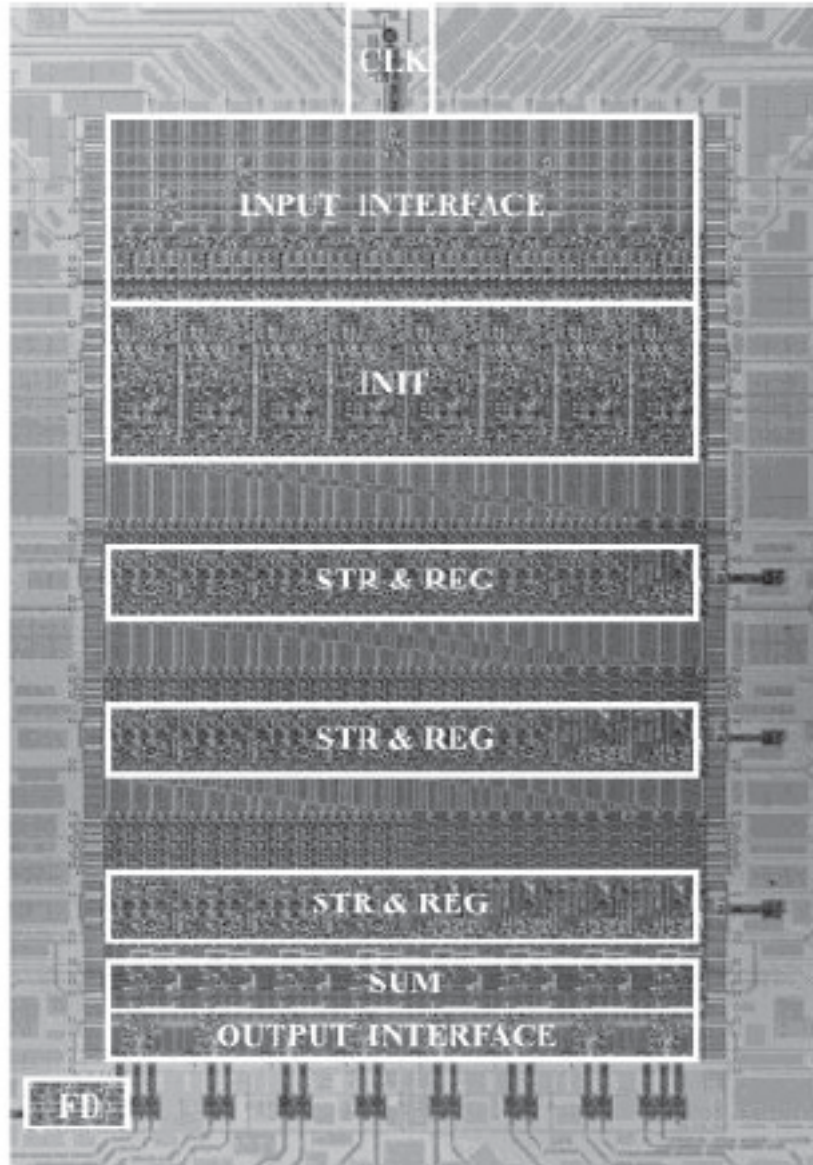 CLK
INPUT INTERFACE
INIT
STR & REG
STR & REG
STR & REG
SUM
OUTPUT INTERFACE
FD